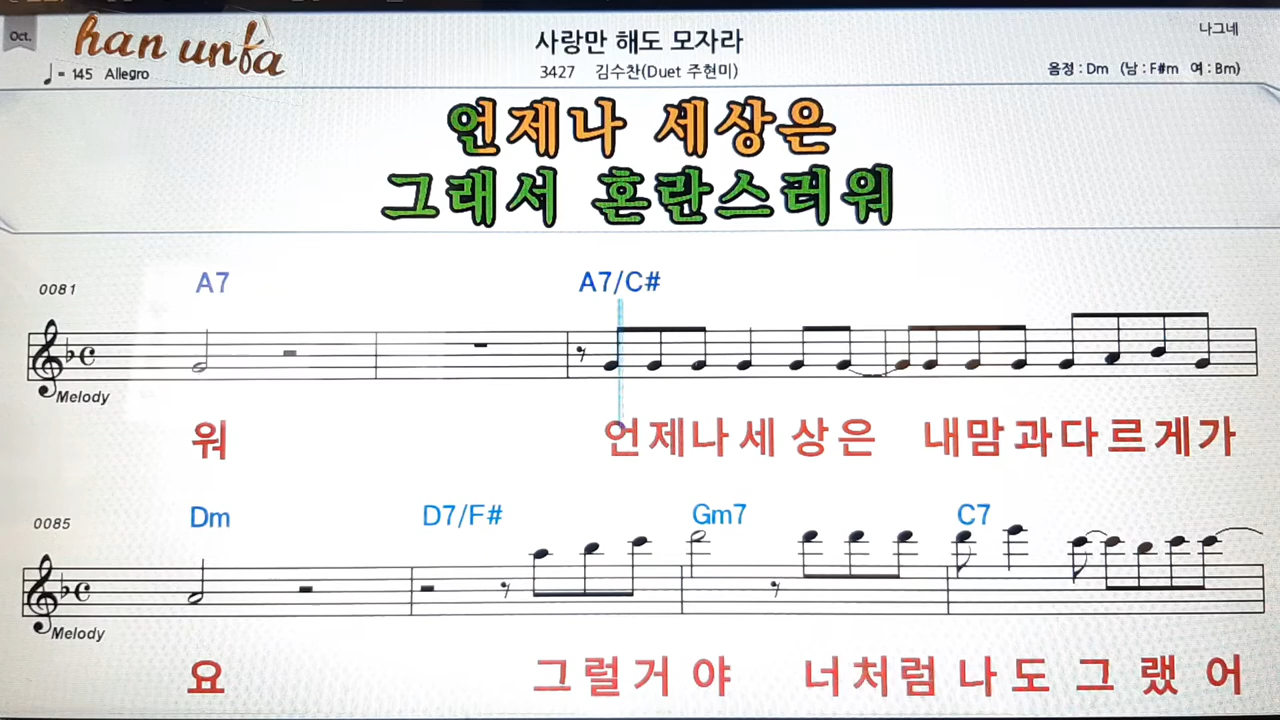 Oct.
han unfa
♩= 145 Allegro
사랑만 해도 모자라
3427 김수찬(Duet 주현미)
나그네
음정 : Dm (남 : F#m 여 : Bm)
언제나 세상은
그래서 혼란스러워
0081
A7 A7/C#
Melody
워 언제나세상은 내맘과다르게가
0085
Dm D7/F# Gm7 C7
Melody
요 그럴거야 너처럼나도그랬어